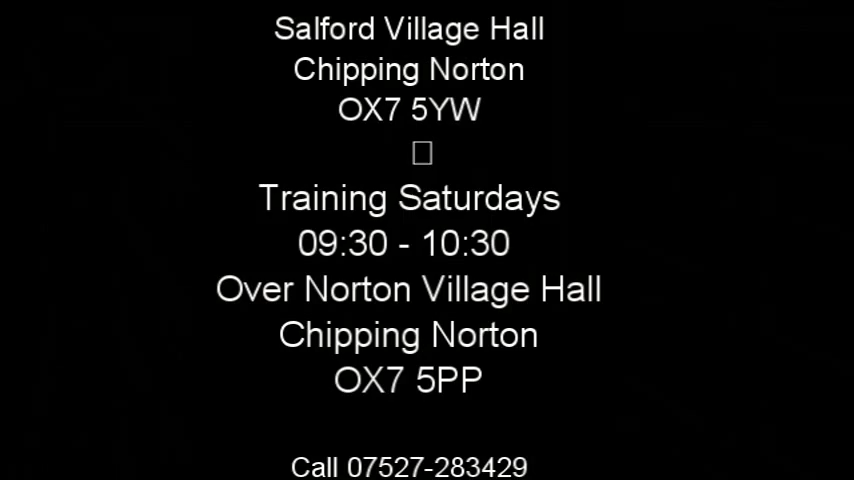 Salford Village Hall
Chipping Norton
OX7 5YW
Training Saturdays
09:30 - 10:30
Over Norton Village Hall
Chipping Norton
OX7 5PP
Call 07527-283429